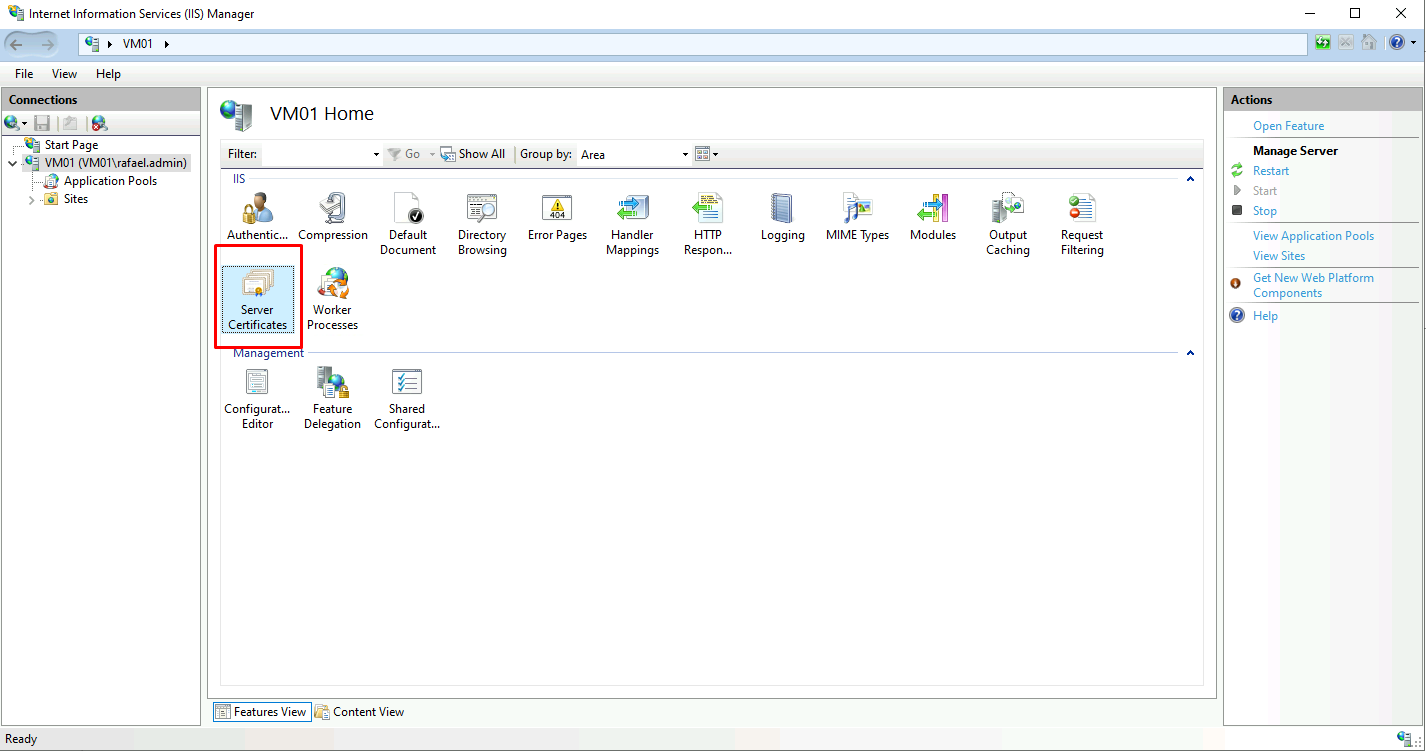 Internet Information Services (IIS) Manager
VM01
File View Help
Connections
Start Page
VM01 (VM01\rafael.admin)
Application Pools
Sites
VM01 Home
Filter: Go Show All Group by: Area
IIS
Authentic...
Compression
Default
Document
Directory
Browsing
Error Pages
404
Handler
Mappings
HTTP
Respon...
Logging
MIME Types
Modules
Output
Caching
Request
Filtering
Server
Certificates
Worker
Processes
Management
Configurat...
Editor
Feature
Delegation
Shared
Configurat...
Features View Content View
Actions
Open Feature
Manage Server
Restart
Start
Stop
View Application Pools
View Sites
Get New Web Platform
Components
Help
Ready